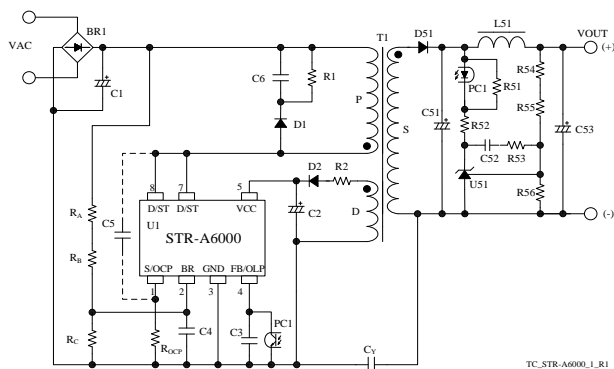 BR1
T1
D51
L51
VOUT
(+)
VAC
C1
C6
R1
P
S
PC1
R51
R54
C51
R55
C53
R52
D1
C52
R53
U51
R56
D2
R2
8
7
5
D/ST
D/ST
VCC
C2
D
(-)
U1
STR-A6000
RA
C5
RB
S/OCP
BR
GND
FB/OLP
1
2
3
4
RC
ROCP
C4
C3
PC1
CY
TC_STR-A6000_1_R1